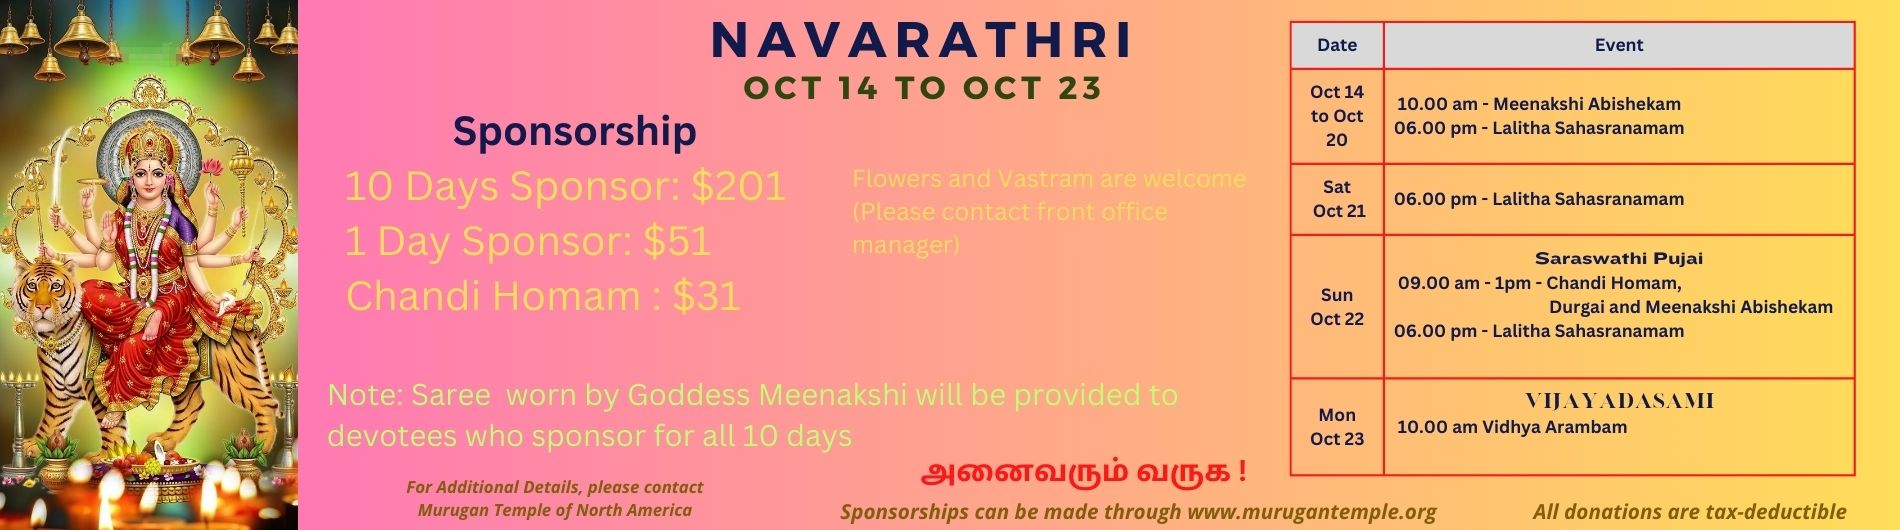 NAVARATHRI
OCT 14 TO OCT 23
Sponsorship
10 Days Sponsor: $201
1 Day Sponsor: $51
Chandi Homam : $31
Flowers and Vastram are welcome
(Please contact front office
manager)
Note: Saree worn by Goddess Meenakshi will be provided to
devotees who sponsor for all 10 days
அனைவரும் வருக !
For Additional Details, please contact
Murugan Temple of North America
Sponsorships can be made through www.murugantemple.org
All donations are tax-deductible
Date
Event
Oct 14
to Oct
20
10.00 am - Meenakshi Abishekam
06.00 pm - Lalitha Sahasranamam
Sat
Oct 21
06.00 pm - Lalitha Sahasranamam
Sun
Oct 22
Saraswathi Pujai
09.00 am - 1pm - Chandi Homam,
Durgai and Meenakshi Abishekam
06.00 pm - Lalitha Sahasranamam
Mon
Oct 23
VIJAYADASAMI
10.00 am Vidhya Arambam